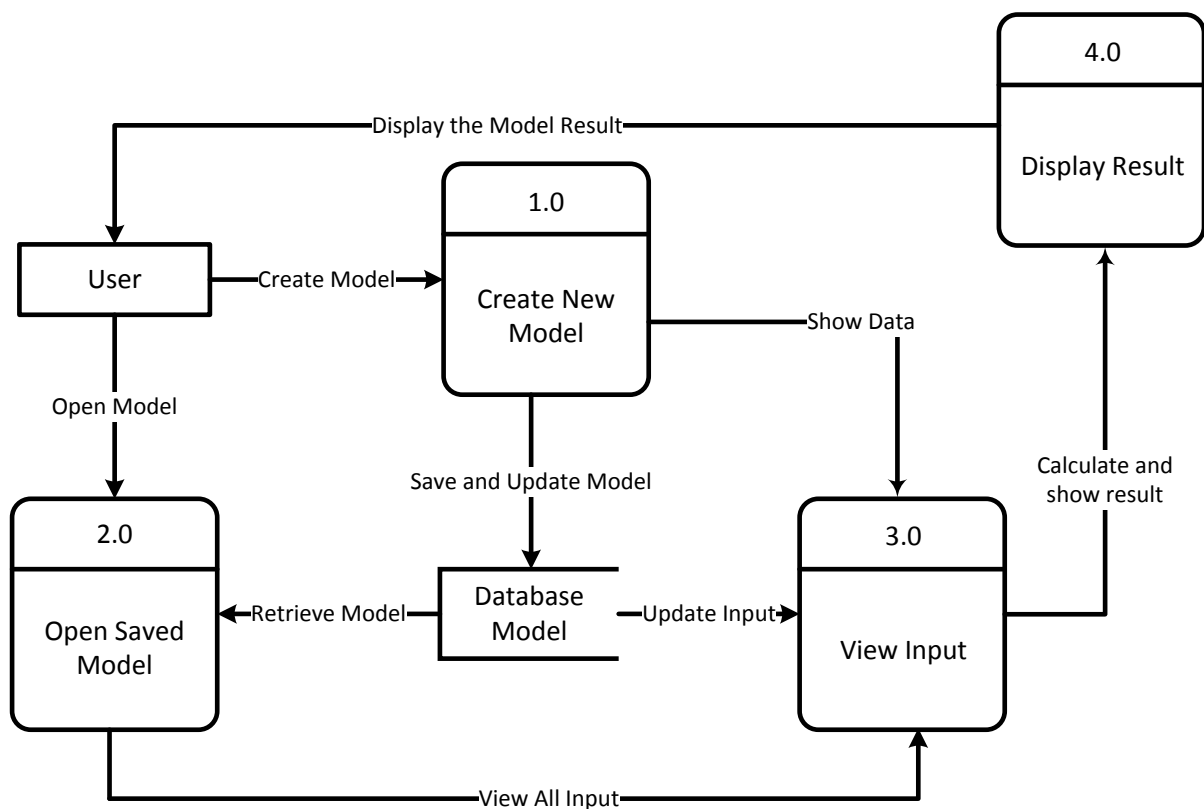 4.0
Display the Model Result
Display Result
1.0
User
Create Model
Create New
Model
Show Data
Open Model
Save and Update Model
Calculate and
show result
2.0
3.0
Open Saved
Model
Retrieve Model
Database
Model
Update Input
View Input
View All Input